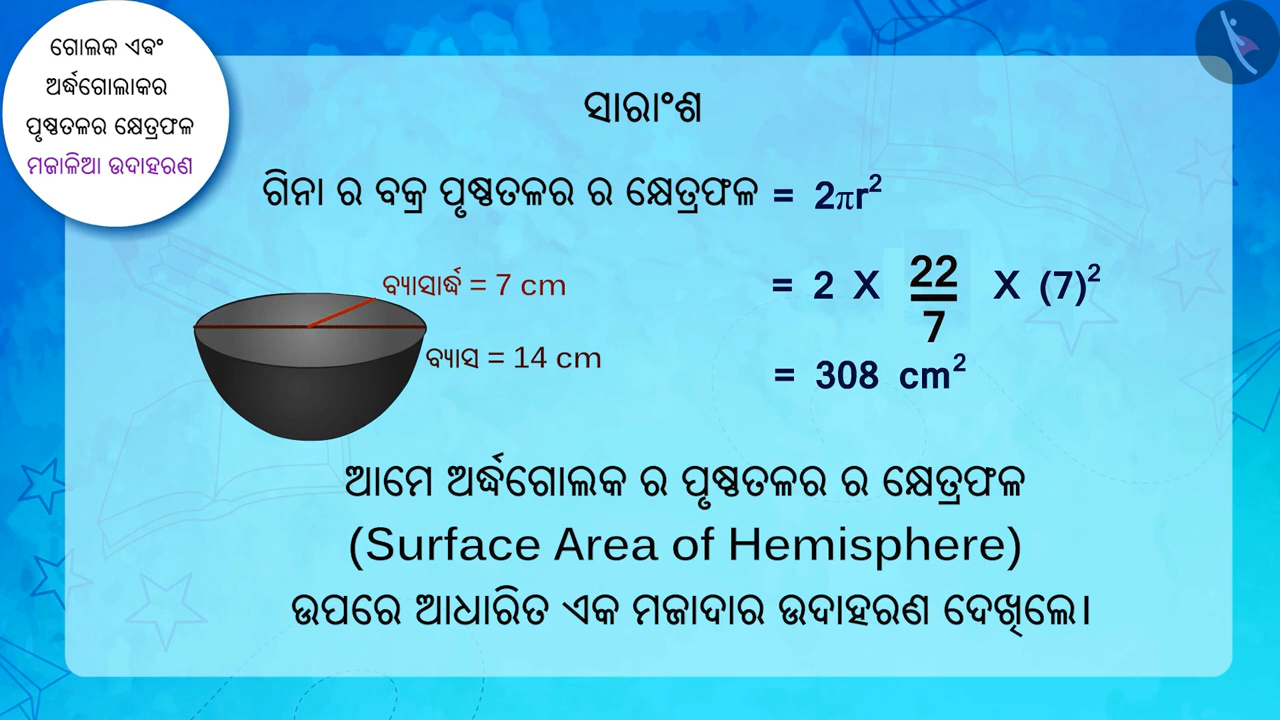 ଗୋଲକ ଏବଂ
ଅର୍ଦ୍ଧଗୋଲାକର
ପୃଷ୍ଠତଳର କ୍ଷେତ୍ରଫଳ
ମଜାଳିଆ ଉଦାହରଣ
ସାରାଂଶ
ଗିନା ର ବକ୍ର ପୃଷ୍ଠତଳର ର କ୍ଷେତ୍ରଫଳ = 2πr²
= 2 X 22/7 X (7)²
= 308 cm²
ବ୍ୟାସାର୍ଦ୍ଧ = 7 cm
ବ୍ୟାସ = 14 cm
ଆମେ ଅର୍ଦ୍ଧଗୋଲକ ର ପୃଷ୍ଠତଳର ର କ୍ଷେତ୍ରଫଳ
(Surface Area of Hemisphere)
ଉପରେ ଆଧାରିତ ଏକ ମଜାଦାର ଉଦାହରଣ ଦେଖିଲେ।